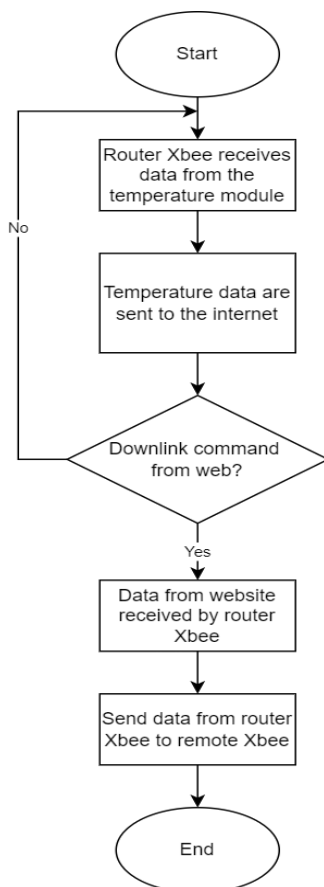 Start
Router Xbee receives
data from the
temperature module
No
Temperature data are
sent to the internet
Downlink command
from web?
Yes
Data from website
received by router
Xbee
Send data from router
Xbee to remote Xbee
End